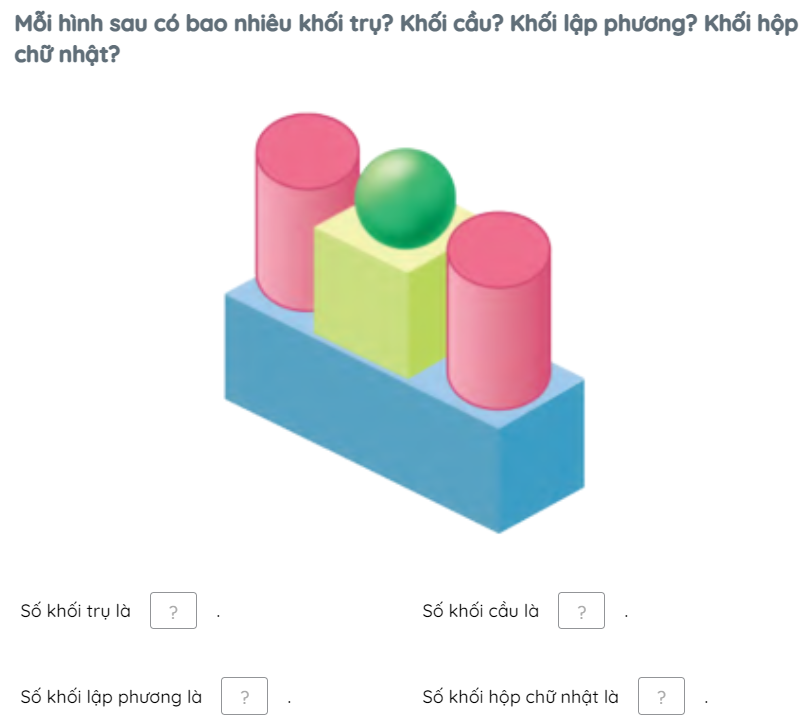 Mỗi hình sau có bao nhiêu khối trụ? Khối cầu? Khối lập phương? Khối hộp
chữ nhật?
Số khối trụ là ? .
Số khối cầu là ? .
Số khối lập phương là ? .
Số khối hộp chữ nhật là ? .